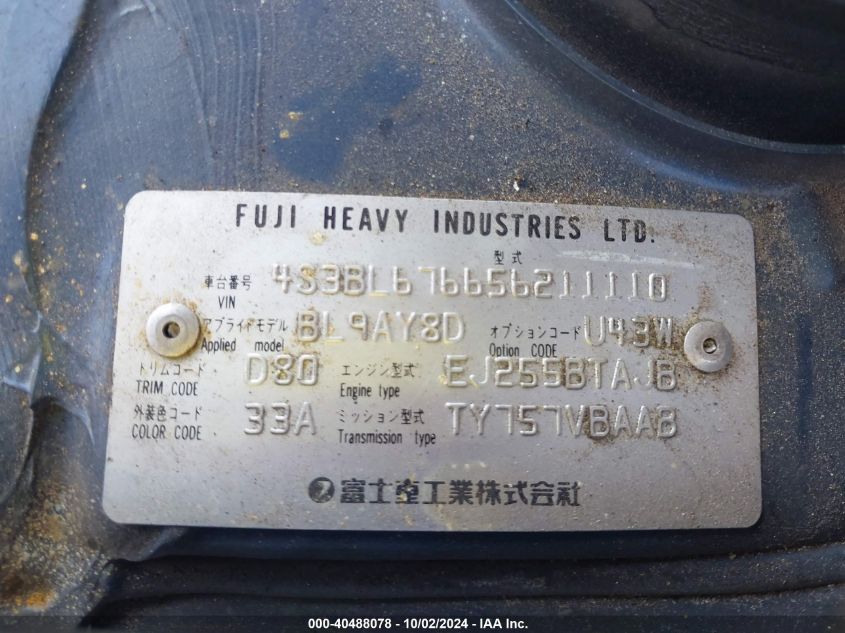 FUJI HEAVY INDUSTRIES LTD.
型式
車台番号 4S3BL676656211110
VIN
アプライドモデル BL9AY8D オプションコード U43W
Applied model Option CODE
トリムコード D80 エンジン型式 EJ255BTAJB
TRIM CODE Engine type
外装色コード 33A ミッション型式 TY757VBAAB
COLOR CODE Transmission type
富士重工業株式会社
000-40488078 - 10/02/2024 - IAA Inc.